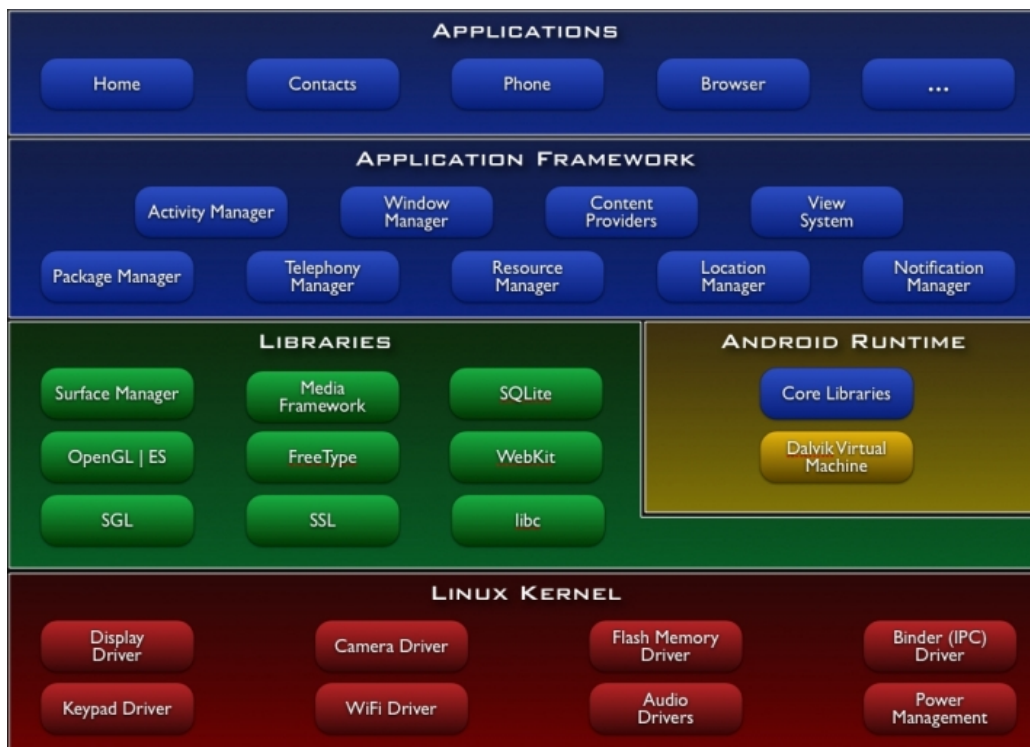 APPLICATIONS
Home
Contacts
Phone
Browser
...
APPLICATION FRAMEWORK
Activity Manager
Window
Manager
Content
Providers
View
System
Package Manager
Telephony
Manager
Resource
Manager
Location
Manager
Notification
Manager
LIBRARIES
Surface Manager
Media
Framework
SQLite
OpenGL | ES
FreeType
WebKit
SGL
SSL
libc
ANDROID RUNTIME
Core Libraries
Dalvik Virtual
Machine
LINUX KERNEL
Display
Driver
Camera Driver
Flash Memory
Driver
Binder (IPC)
Driver
Keypad Driver
WiFi Driver
Audio
Drivers
Power
Management